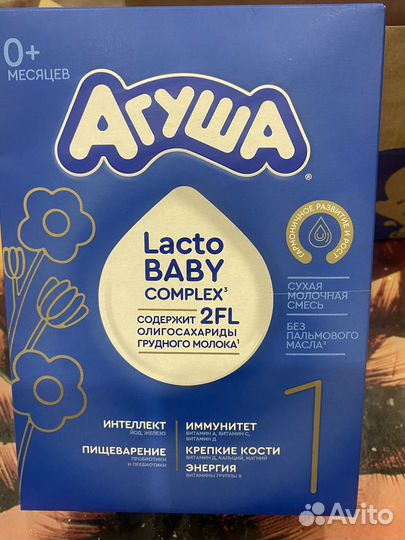 0+
МЕСЯЦЕВ
АГУША
®
ГАРМОНИЧНОЕ РАЗВИТИЕ И РОСТ
Lacto
BABY
COMPLEX³
СОДЕРЖИТ 2FL
ОЛИГОСАХАРИДЫ
ГРУДНОГО МОЛОКА¹
СУХАЯ
МОЛОЧНАЯ
СМЕСЬ
БЕЗ
ПАЛЬМОВОГО
МАСЛА²
1
ИНТЕЛЛЕКТ
ЙОД, ЖЕЛЕЗО
ИММУНИТЕТ
ВИТАМИН А, ВИТАМИН С,
ВИТАМИН Д
ПИЩЕВАРЕНИЕ
ПРОБИОТИКИ
И ПРЕБИОТИКИ
КРЕПКИЕ КОСТИ
ВИТАМИН Д, КАЛЬЦИЙ, МАГНИЙ
ЭНЕРГИЯ
ВИТАМИНЫ ГРУППЫ В
Avito